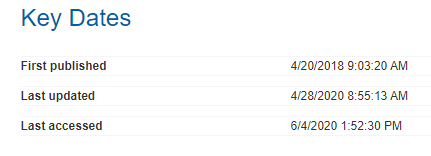 Key Dates
First published 4/20/2018 9:03:20 AM
Last updated 4/28/2020 8:55:13 AM
Last accessed 6/4/2020 1:52:30 PM